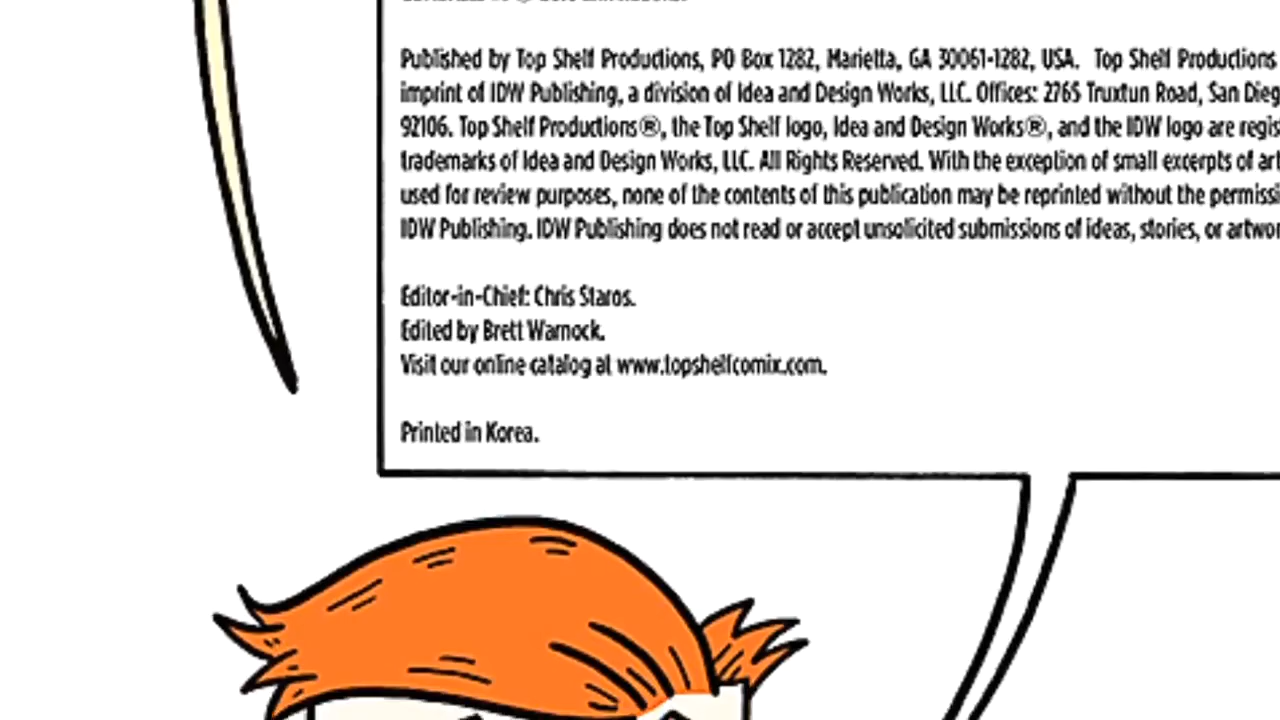 Published by Top Shelf Productions, PO Box 1282, Marietta, GA 30061-1282, USA. Top Shelf Productions
imprint of IDW Publishing, a division of Idea and Design Works, LLC. Offices: 2765 Truxtun Road, San Dieg
92106. Top Shelf Productions®, the Top Shelf logo, Idea and Design Works®, and the IDW logo are regis
trademarks of Idea and Design Works, LLC. All Rights Reserved. With the exception of small excerpts of art
used for review purposes, none of the contents of this publication may be reprinted without the permissi
IDW Publishing. IDW Publishing does not read or accept unsolicited submissions of ideas, stories, or artwor
Editor-in-Chief: Chris Staros.
Edited by Brett Warnock.
Visit our online catalog at www.topshelfcomix.com.
Printed in Korea.